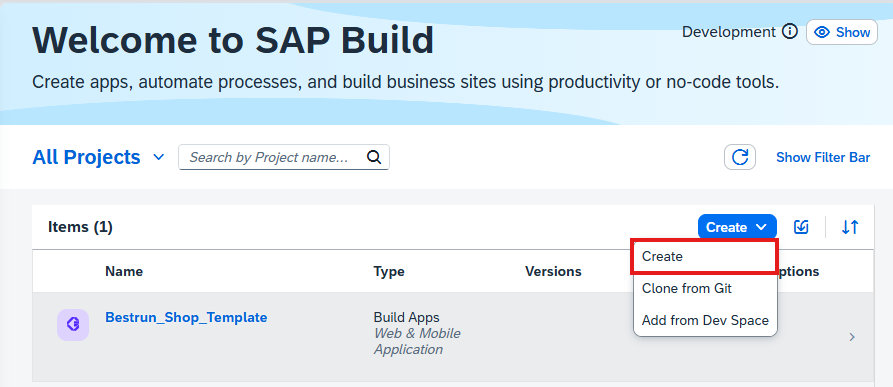 Welcome to SAP Build
Development
Show
Create apps, automate processes, and build business sites using productivity or no-code tools.
All Projects
Search by Project name...
Show Filter Bar
Items (1)
Create
Name
Type
Versions
ptions
Create
Clone from Git
Add from Dev Space
Bestrun_Shop_Template
Build Apps
Web & Mobile
Application